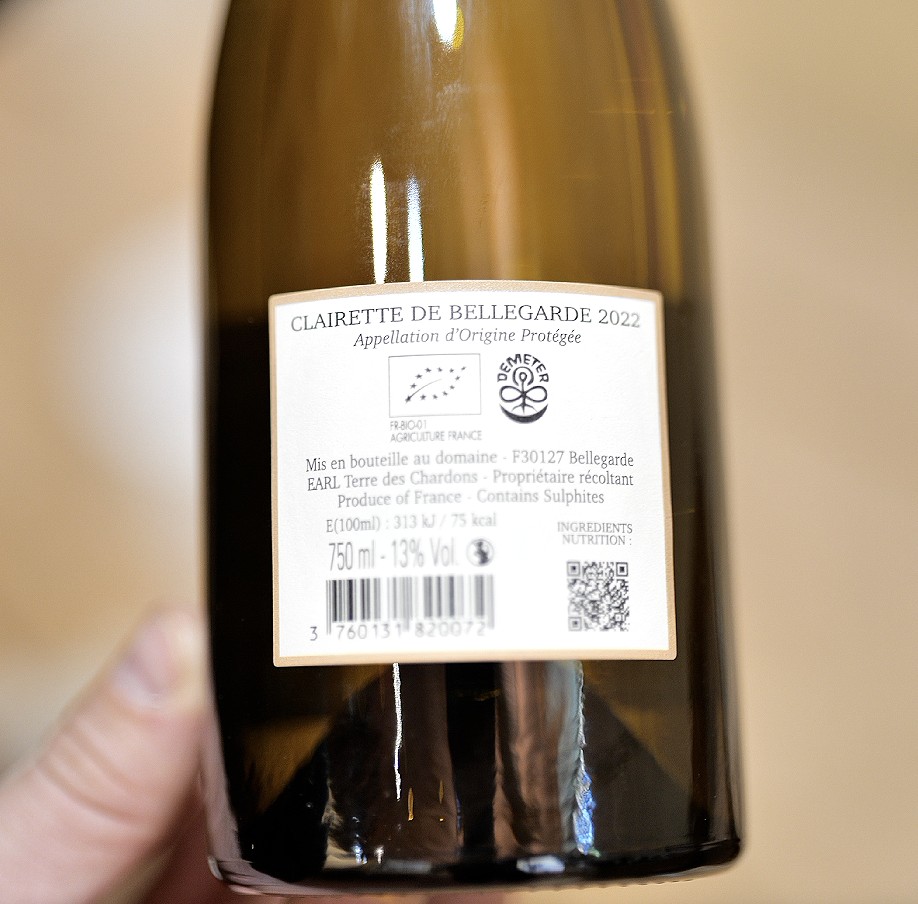 CLAIRETTE DE BELLEGARDE 2022
Appellation d'Origine Protégée
DEMETER
FR-BIO-01
AGRICULTURE FRANCE
Mis en bouteille au domaine - F30127 Bellegarde
EARL Terre des Chardons - Propriétaire récoltant
Produce of France - Contains Sulphites
E(100ml) : 313 kJ / 75 kcal
INGREDIENTS
NUTRITION :
750 ml - 13% Vol.
3 760131 820072